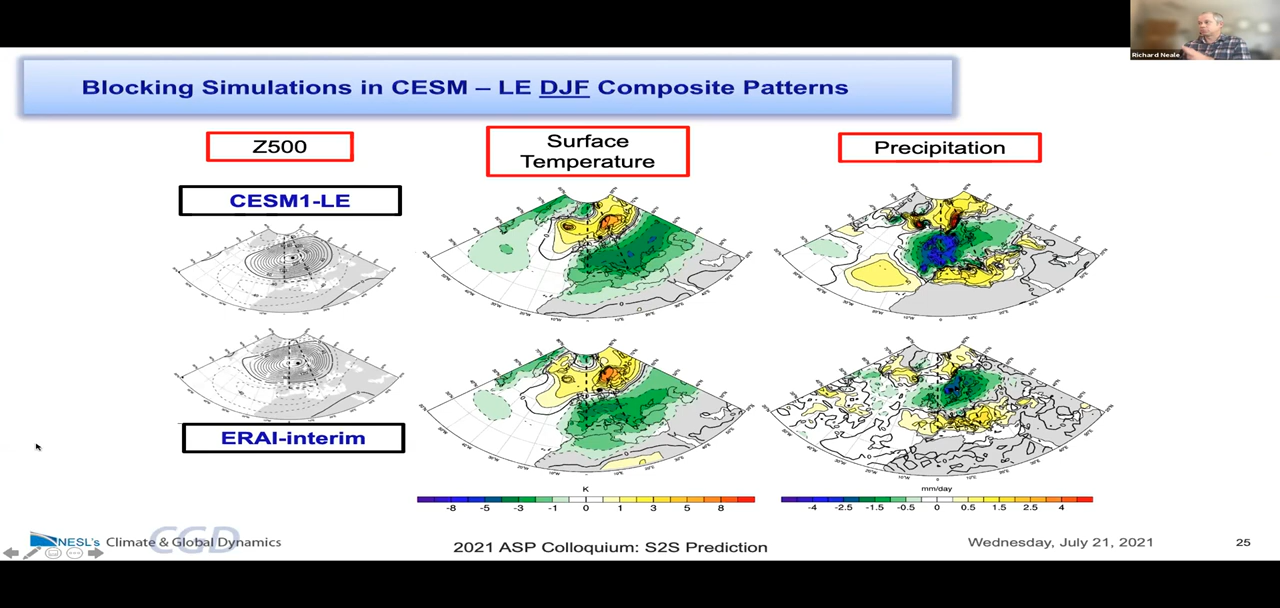 Richard Neale
Blocking Simulations in CESM – LE DJF Composite Patterns
Z500
Surface
Temperature
Precipitation
CESM1-LE
ERAI-interim
K
-8 -5 -3 -1 0 1 3 5 8
mm/day
-4 -2.5 -1.5 -0.5 0 0.5 1.5 2.5 4
NESL's Climate & Global Dynamics
CGD
2021 ASP Colloquium: S2S Prediction
Wednesday, July 21, 2021
25